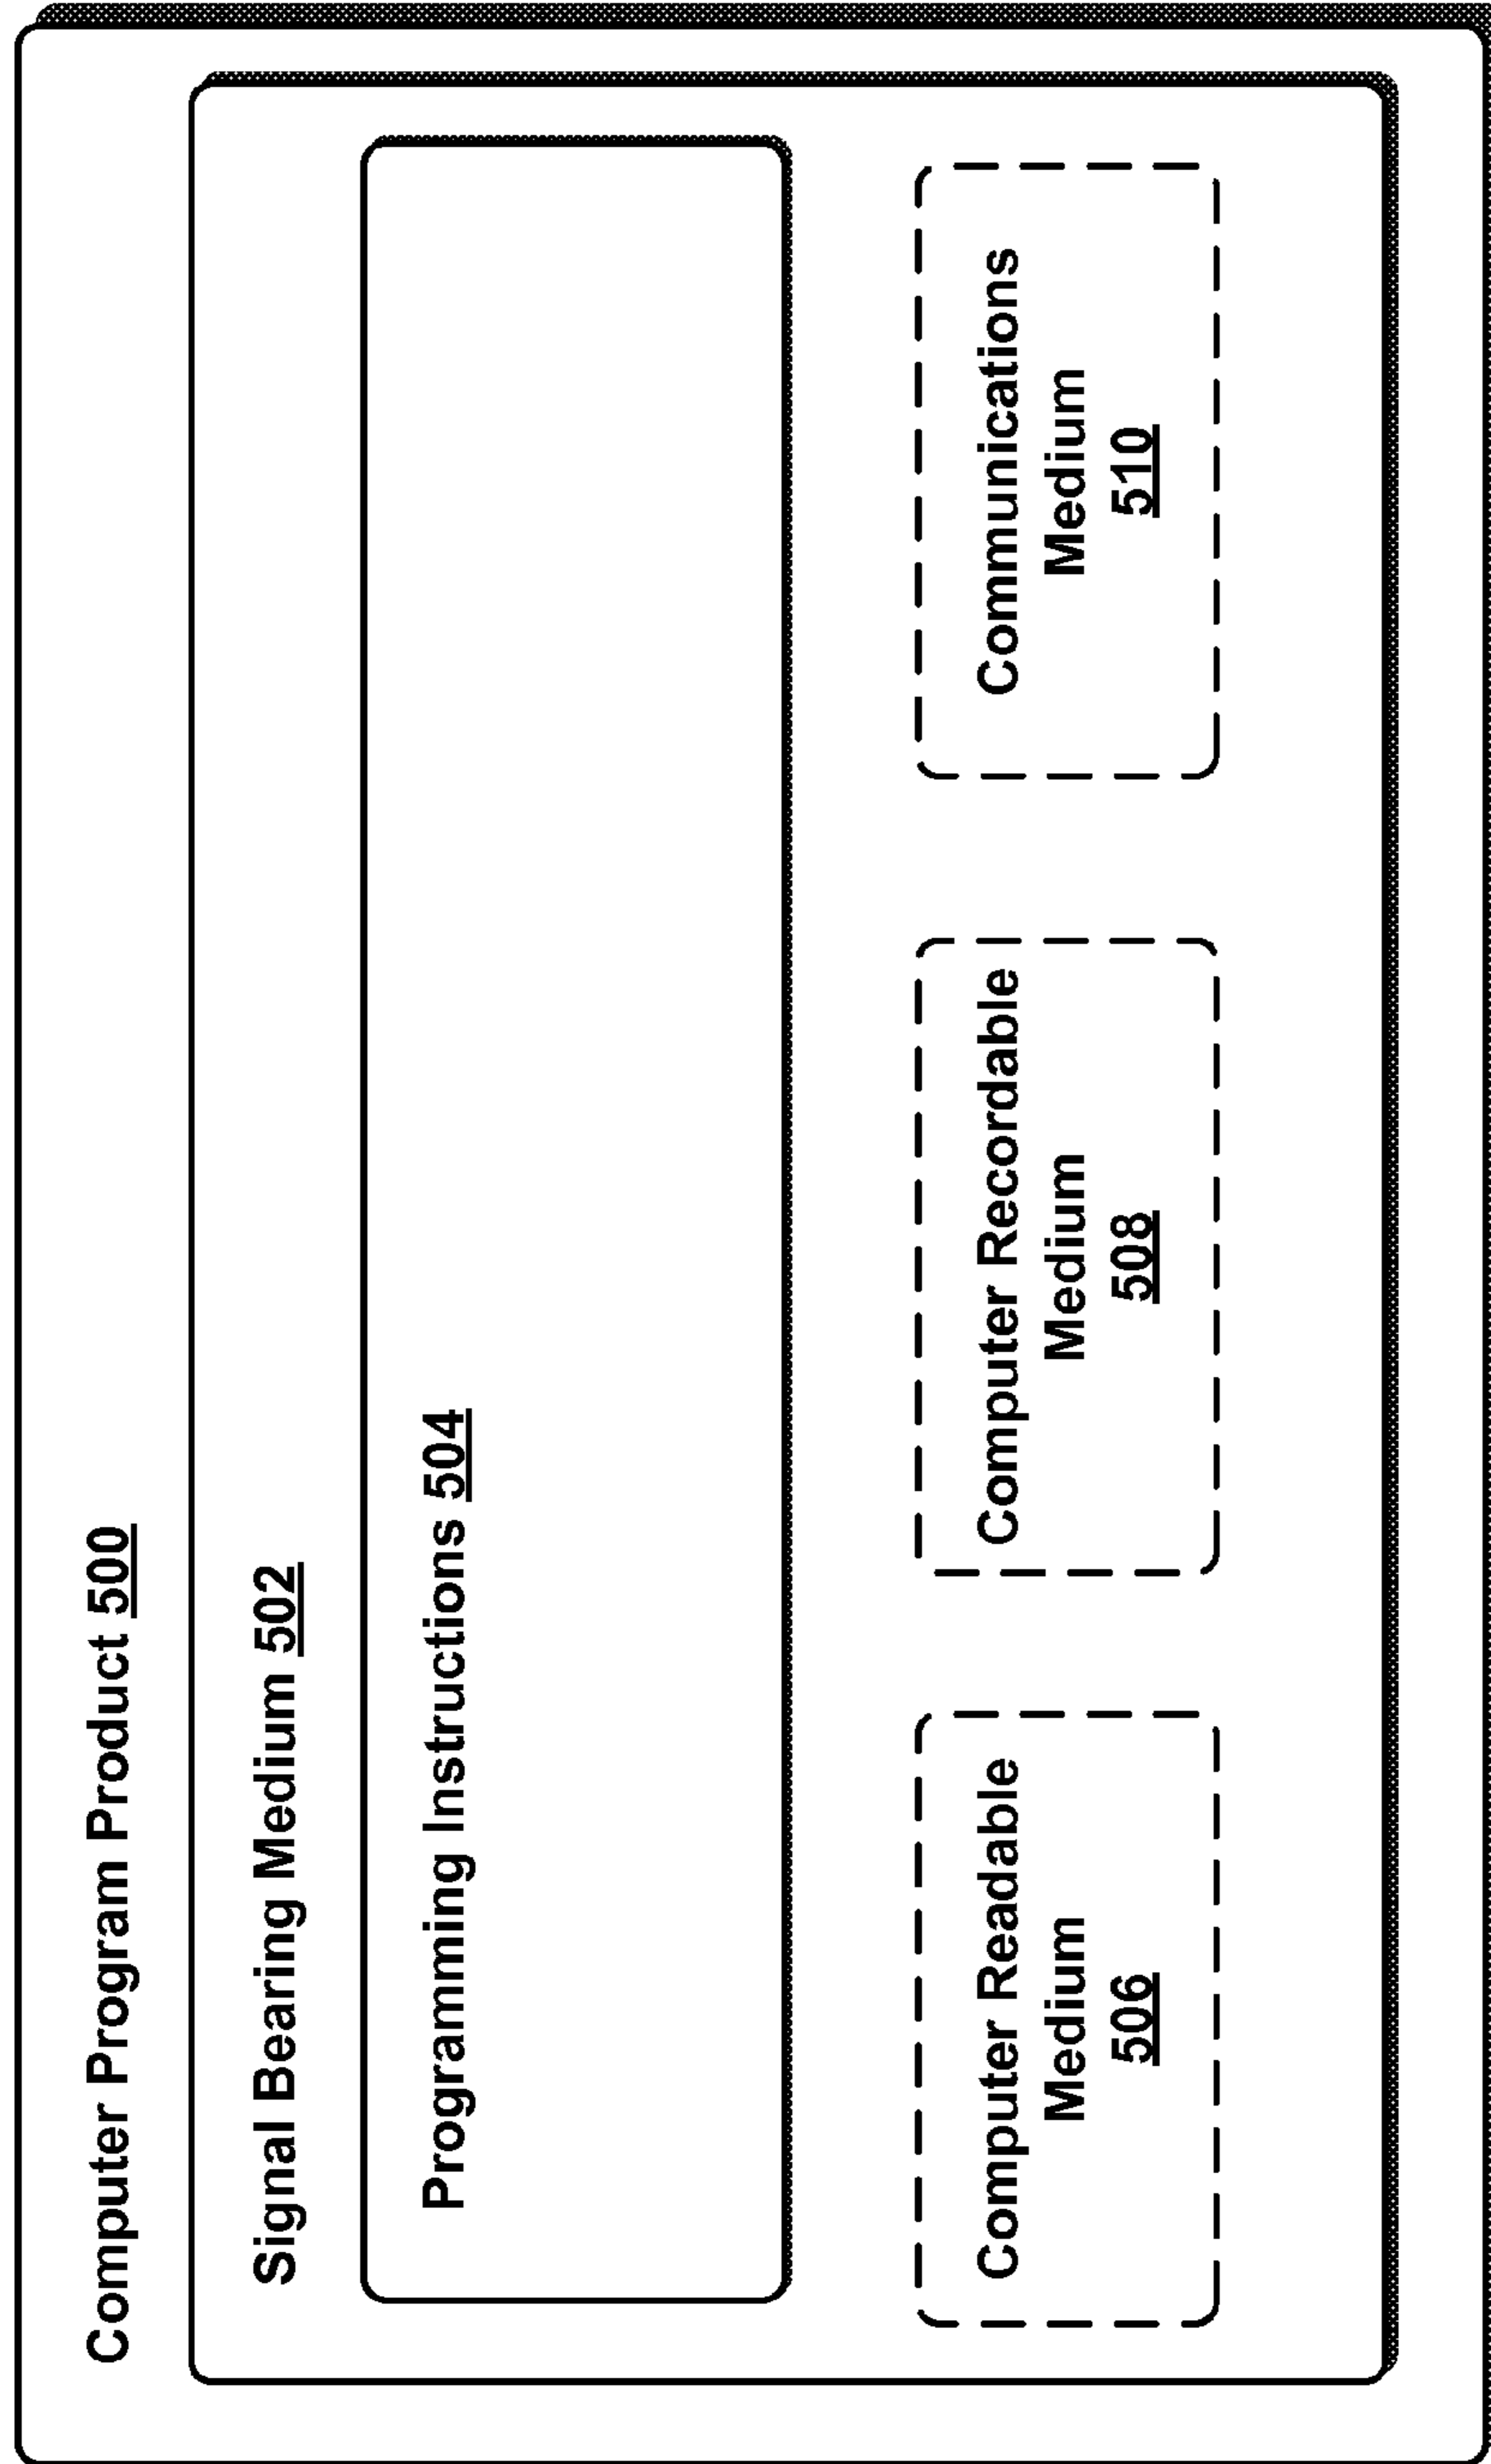 Computer Program Product 500
Signal Bearing Medium 502
Programming Instructions 504
Computer Readable
Medium
506
Computer Recordable
Medium
508
Communications
Medium
510